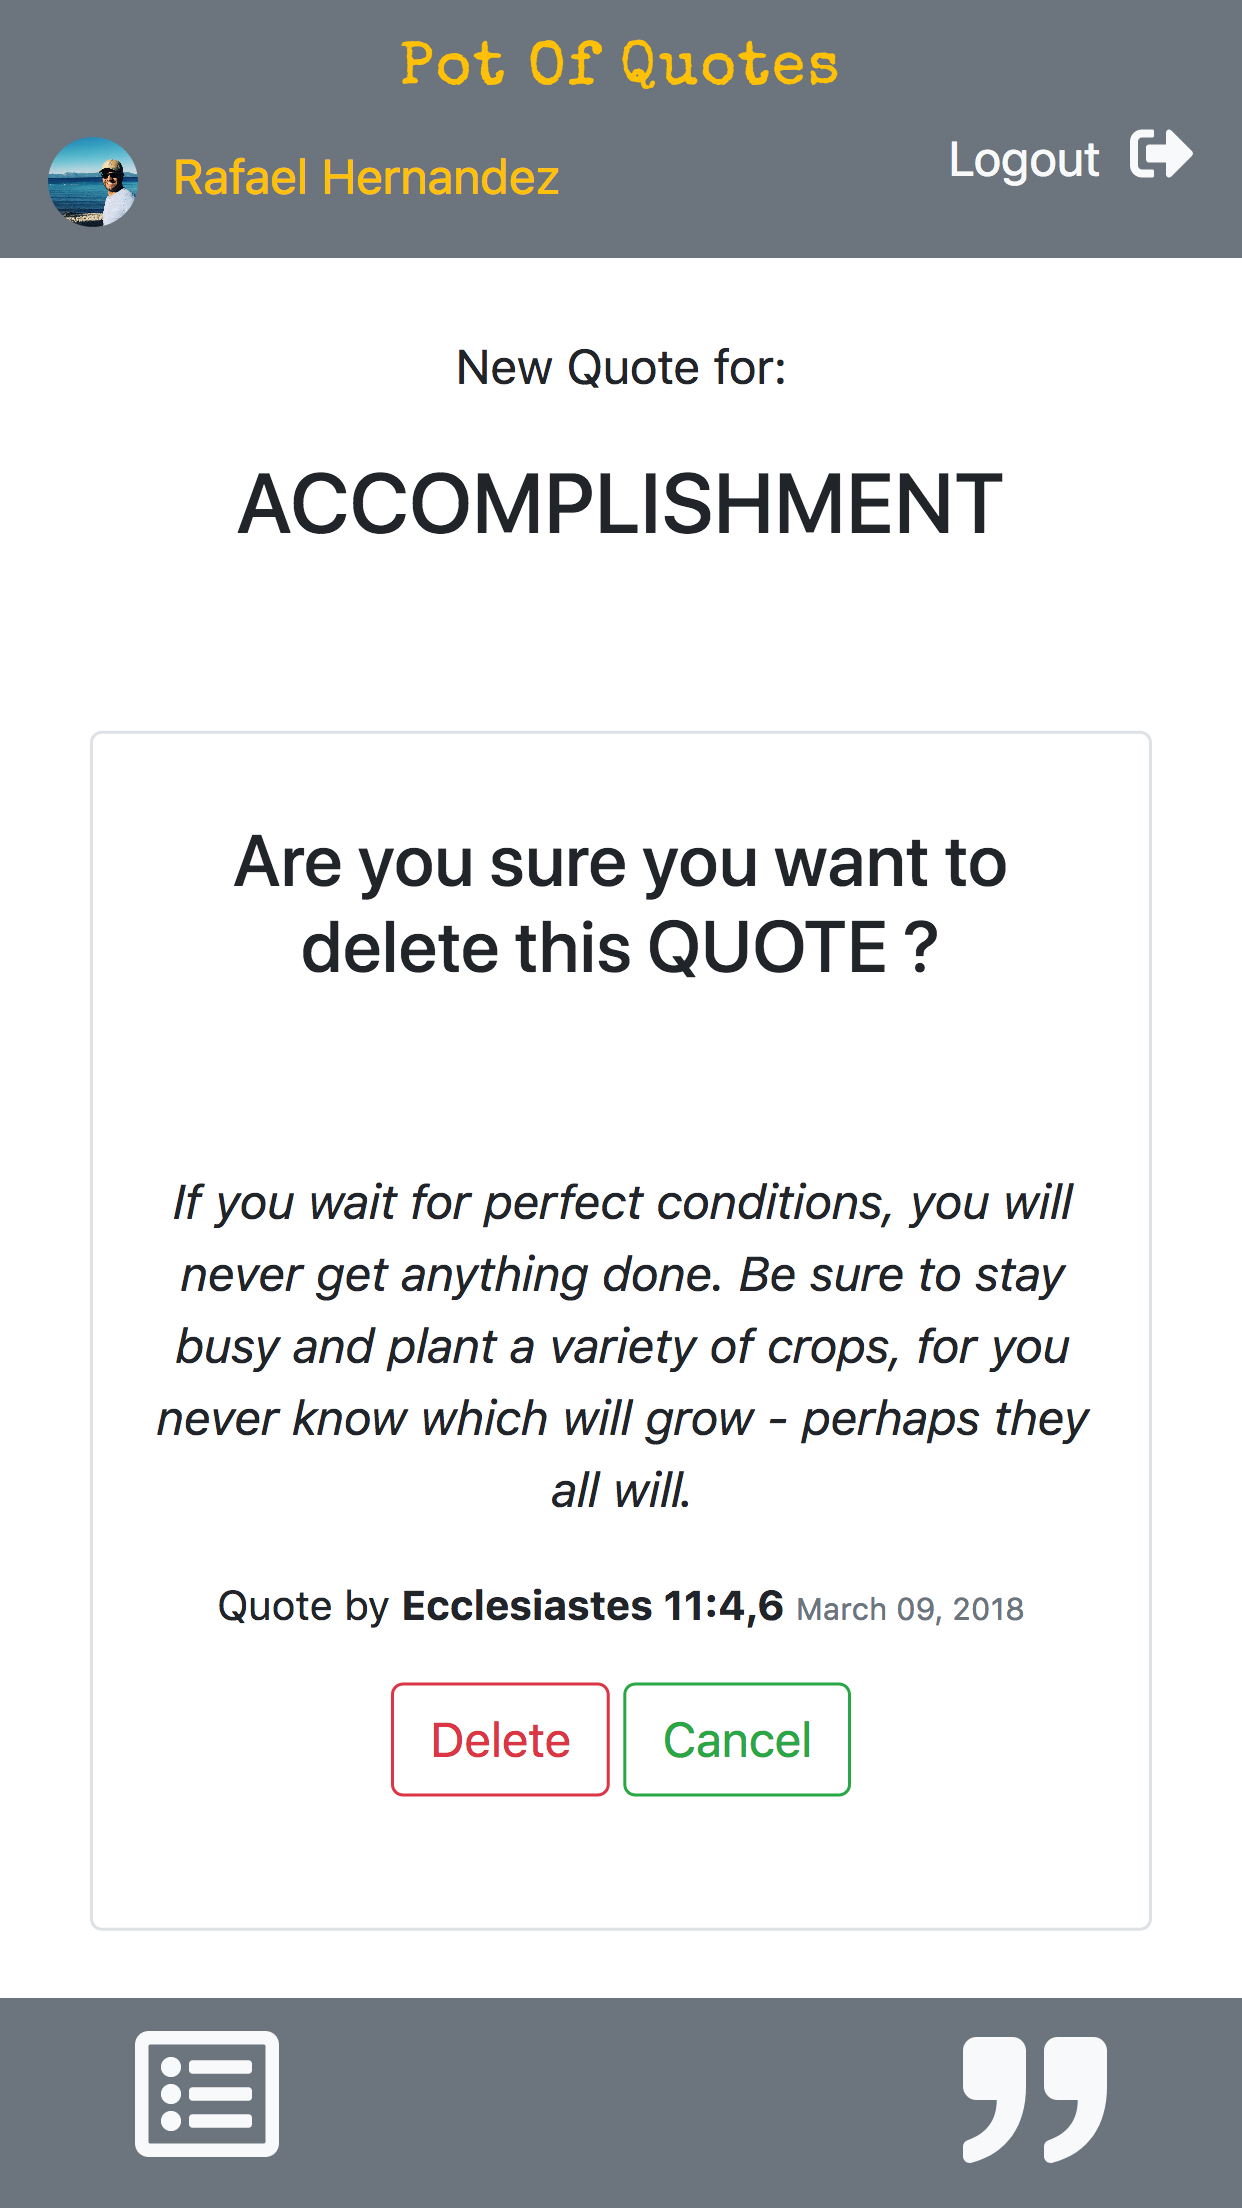 Pot Of Quotes
Rafael Hernandez
Logout
New Quote for:
ACCOMPLISHMENT
Are you sure you want to
delete this QUOTE ?
If you wait for perfect conditions, you will
never get anything done. Be sure to stay
busy and plant a variety of crops, for you
never know which will grow - perhaps they
all will.
Quote by Ecclesiastes 11:4,6 March 09, 2018
Delete Cancel